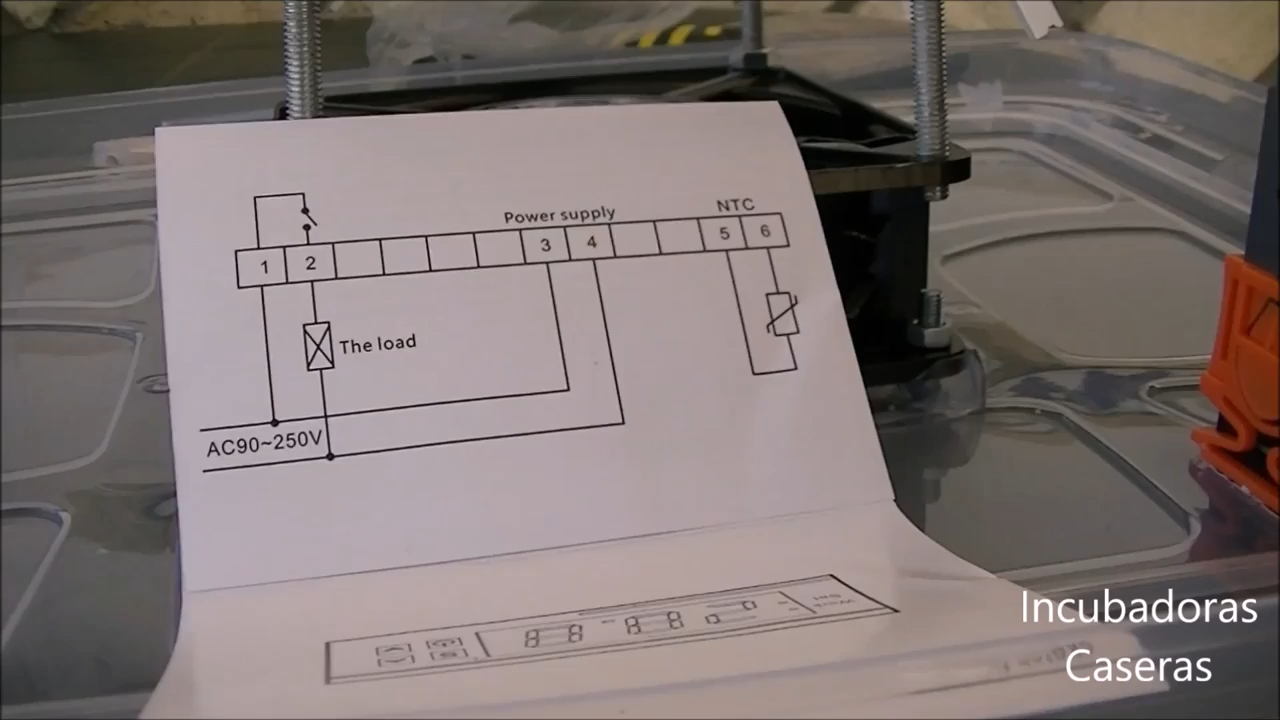 Power supply
NTC
1 2 3 4 5 6
The load
AC90~250V
Incubadoras
Caseras